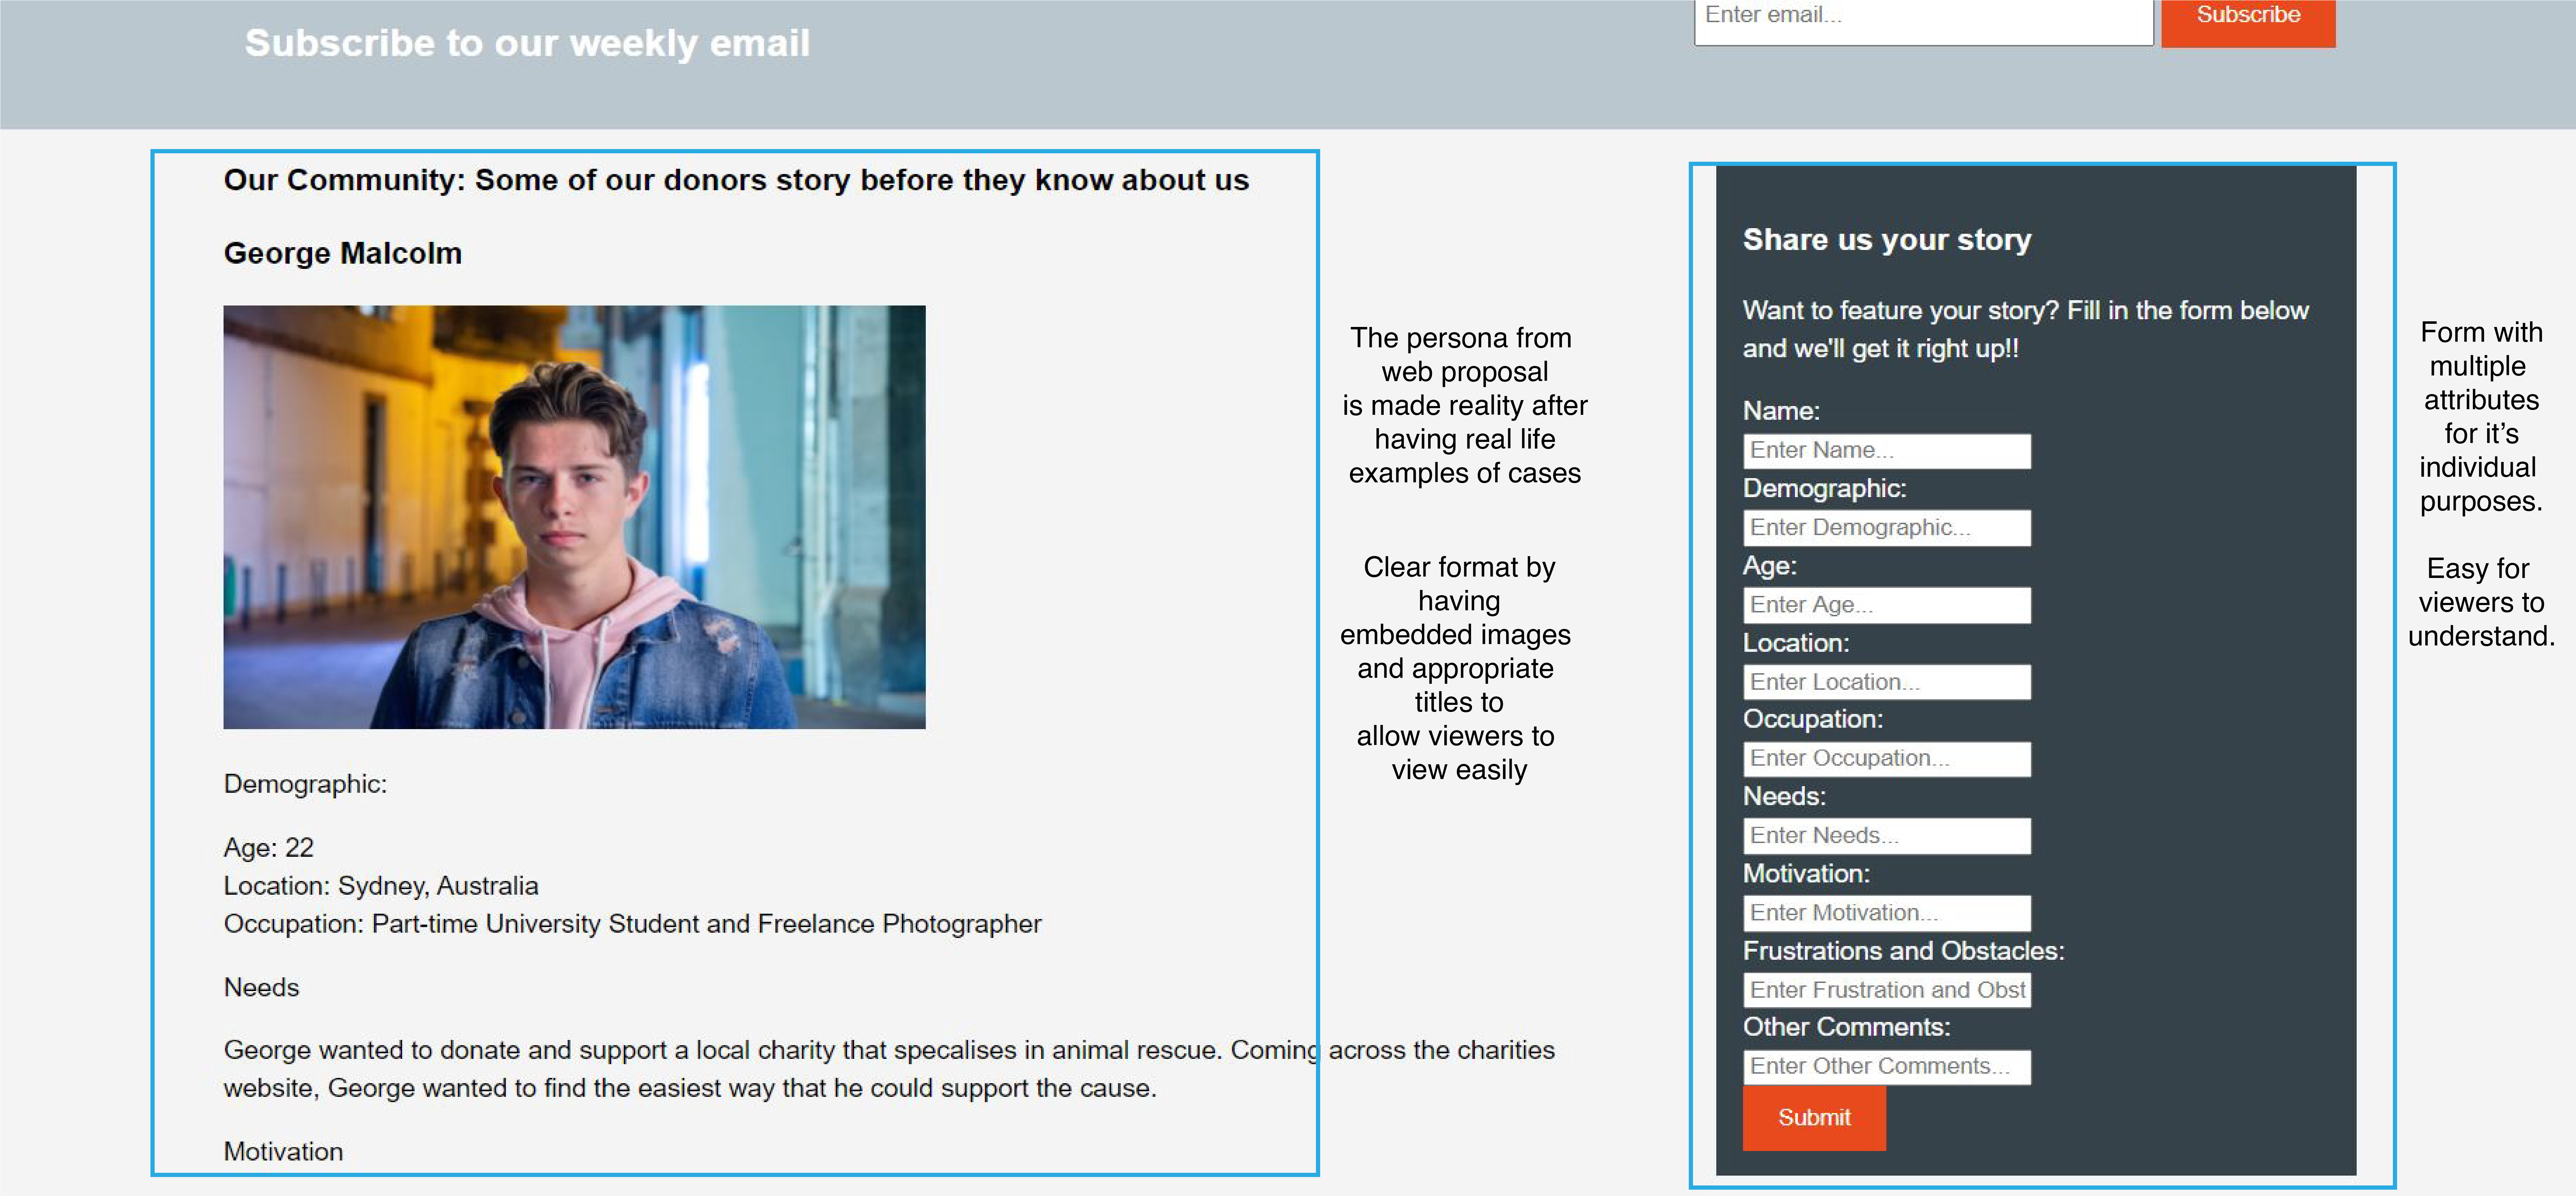 Subscribe to our weekly email
Enter email...
Subscribe
Our Community: Some of our donors story before they know about us
George Malcolm
Demographic:
Age: 22
Location: Sydney, Australia
Occupation: Part-time University Student and Freelance Photographer
Needs
George wanted to donate and support a local charity that specalises in animal rescue. Coming across the charities
website, George wanted to find the easiest way that he could support the cause.
Motivation
The persona from
web proposal
is made reality after
having real life
examples of cases
Clear format by
having
embedded images
and appropriate
titles to
allow viewers to
view easily
Share us your story
Want to feature your story? Fill in the form below
and we'll get it right up!!
Name:
Enter Name...
Demographic:
Enter Demographic...
Age:
Enter Age...
Location:
Enter Location...
Occupation:
Enter Occupation...
Needs:
Enter Needs...
Motivation:
Enter Motivation...
Frustrations and Obstacles:
Enter Frustration and Obst
Other Comments:
Enter Other Comments...
Submit
Form with
multiple
attributes
for it’s
individual
purposes.
Easy for
viewers to
understand.